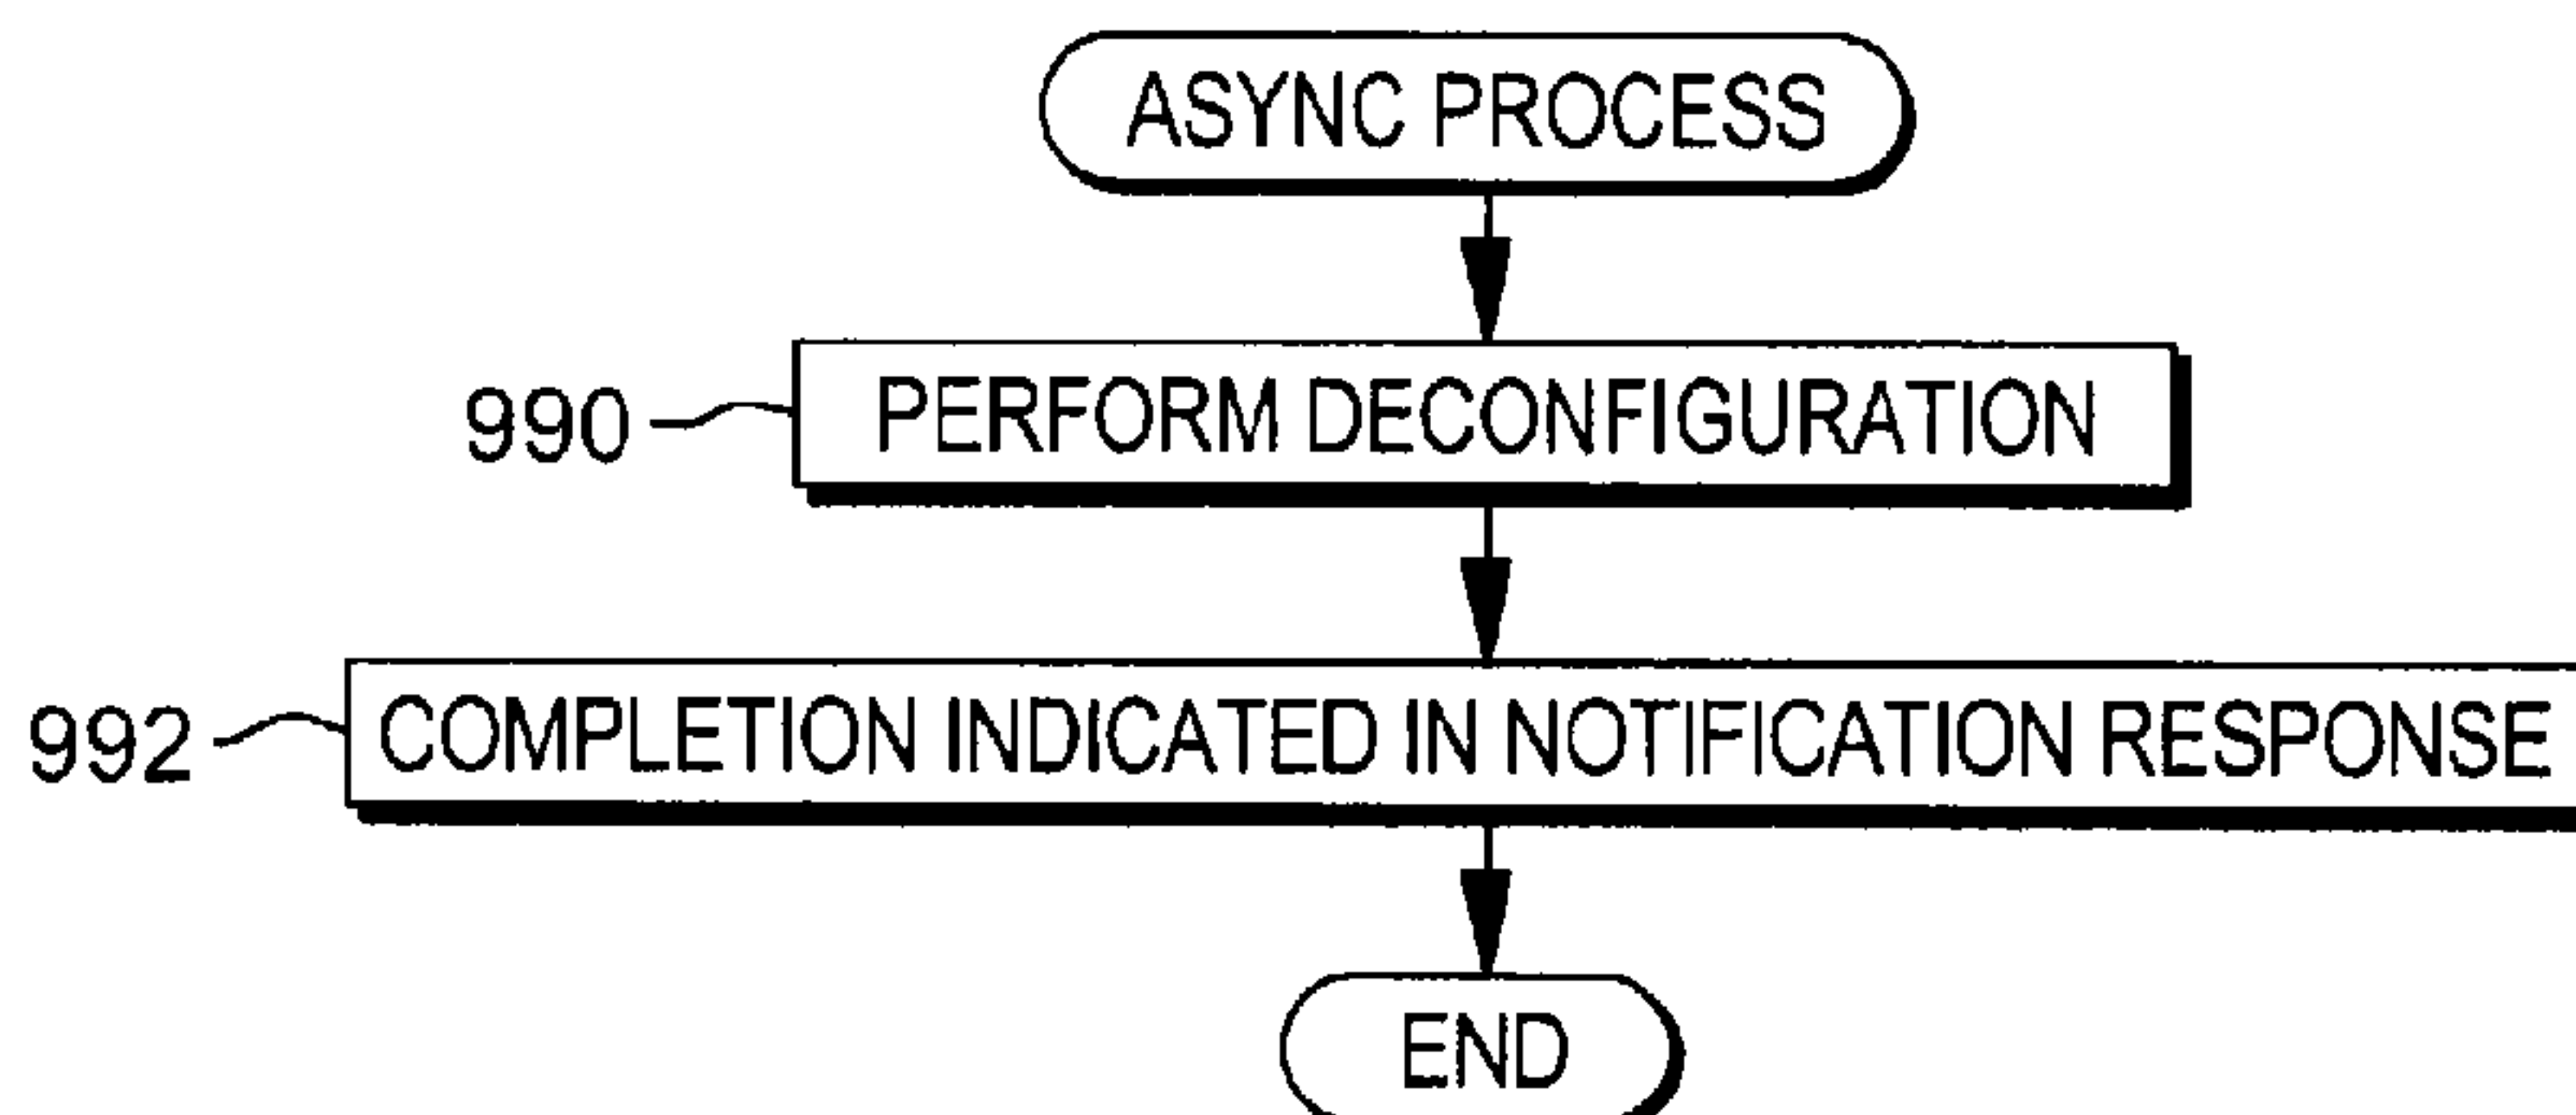 ASYNC PROCESS
990 PERFORM DECONFIGURATION
992 COMPLETION INDICATED IN NOTIFICATION RESPONSE
END